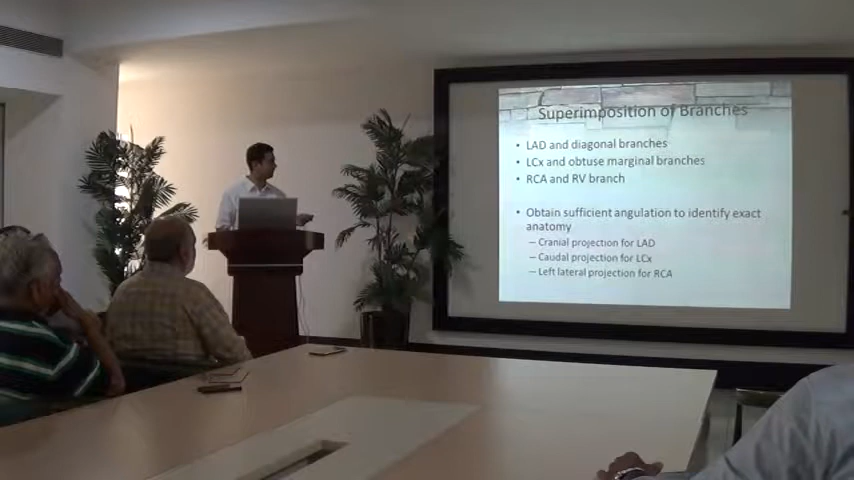 Superimposition of Branches
• LAD and diagonal branches
• LCx and obtuse marginal branches
• RCA and RV branch
• Obtain sufficient angulation to identify exact
anatomy
– Cranial projection for LAD
– Caudal projection for LCx
– Left lateral projection for RCA